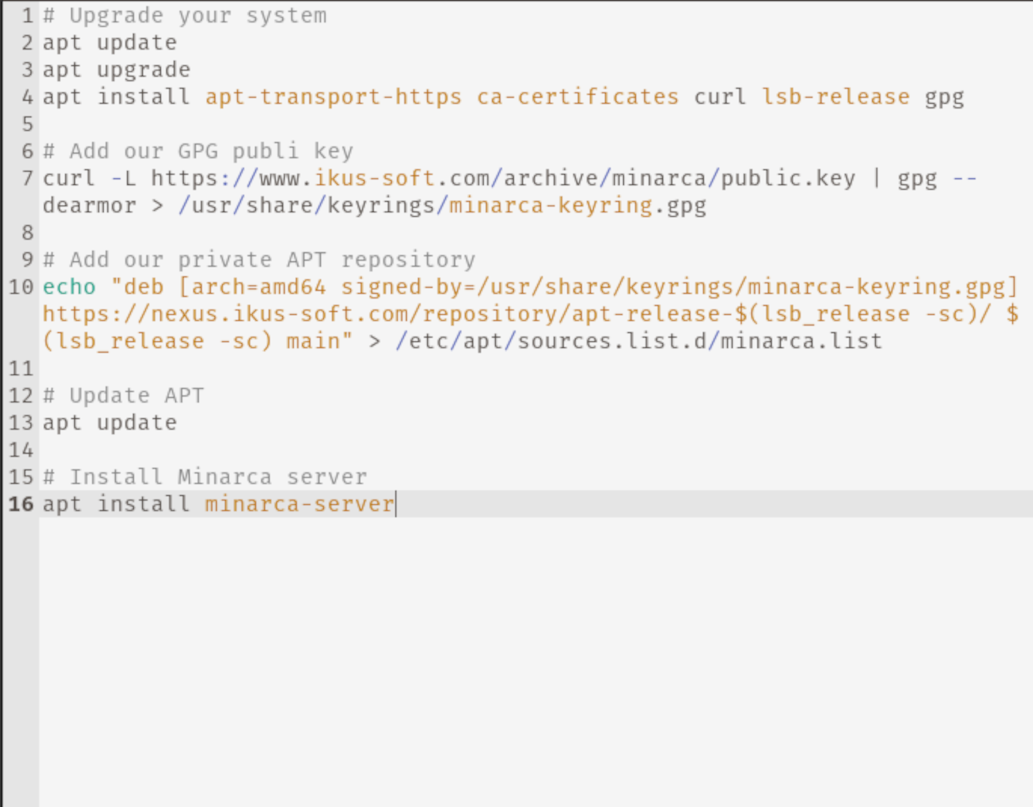 1 # Upgrade your system
2 apt update
3 apt upgrade
4 apt install apt-transport-https ca-certificates curl lsb-release gpg
5
6 # Add our GPG publi key
7 curl -L https://www.ikus-soft.com/archive/minarca/public.key | gpg --
dearmor > /usr/share/keyrings/minarca-keyring.gpg
8
9 # Add our private APT repository
10 echo "deb [arch=amd64 signed-by=/usr/share/keyrings/minarca-keyring.gpg]
https://nexus.ikus-soft.com/repository/apt-release-$(lsb_release -sc)/ $
(lsb_release -sc) main" > /etc/apt/sources.list.d/minarca.list
11
12 # Update APT
13 apt update
14
15 # Install Minarca server
16 apt install minarca-server